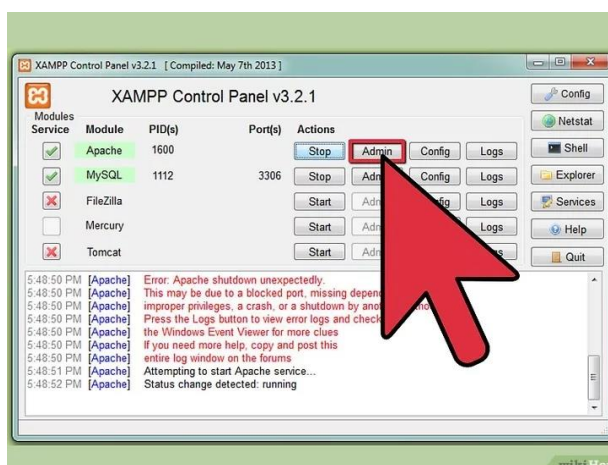 XAMPP Control Panel v3.2.1 [ Compiled: May 7th 2013 ]
XAMPP Control Panel v3.2.1
Config
Modules
Service Module PID(s) Port(s) Actions
Netstat
Apache 1600 Stop Admin Config Logs
Shell
MySQL 1112 3306 Stop Config Logs
Explorer
FileZilla Start Logs
Services
Mercury Start Logs
Help
Tomcat Start
Quit
5:48:50 PM [Apache] Error: Apache shutdown unexpectedly.
5:48:50 PM [Apache] This may be due to a blocked port, missing
5:48:50 PM [Apache] improper privileges, a crash, or a shutdown by
5:48:50 PM [Apache] Press the Logs button to view error logs and check
5:48:50 PM [Apache] the Windows Event Viewer for more clues
5:48:50 PM [Apache] If you need more help, copy and post this
5:48:50 PM [Apache] entire log window on the forums
5:48:51 PM [Apache] Attempting to start Apache service...
5:48:52 PM [Apache] Status change detected: running